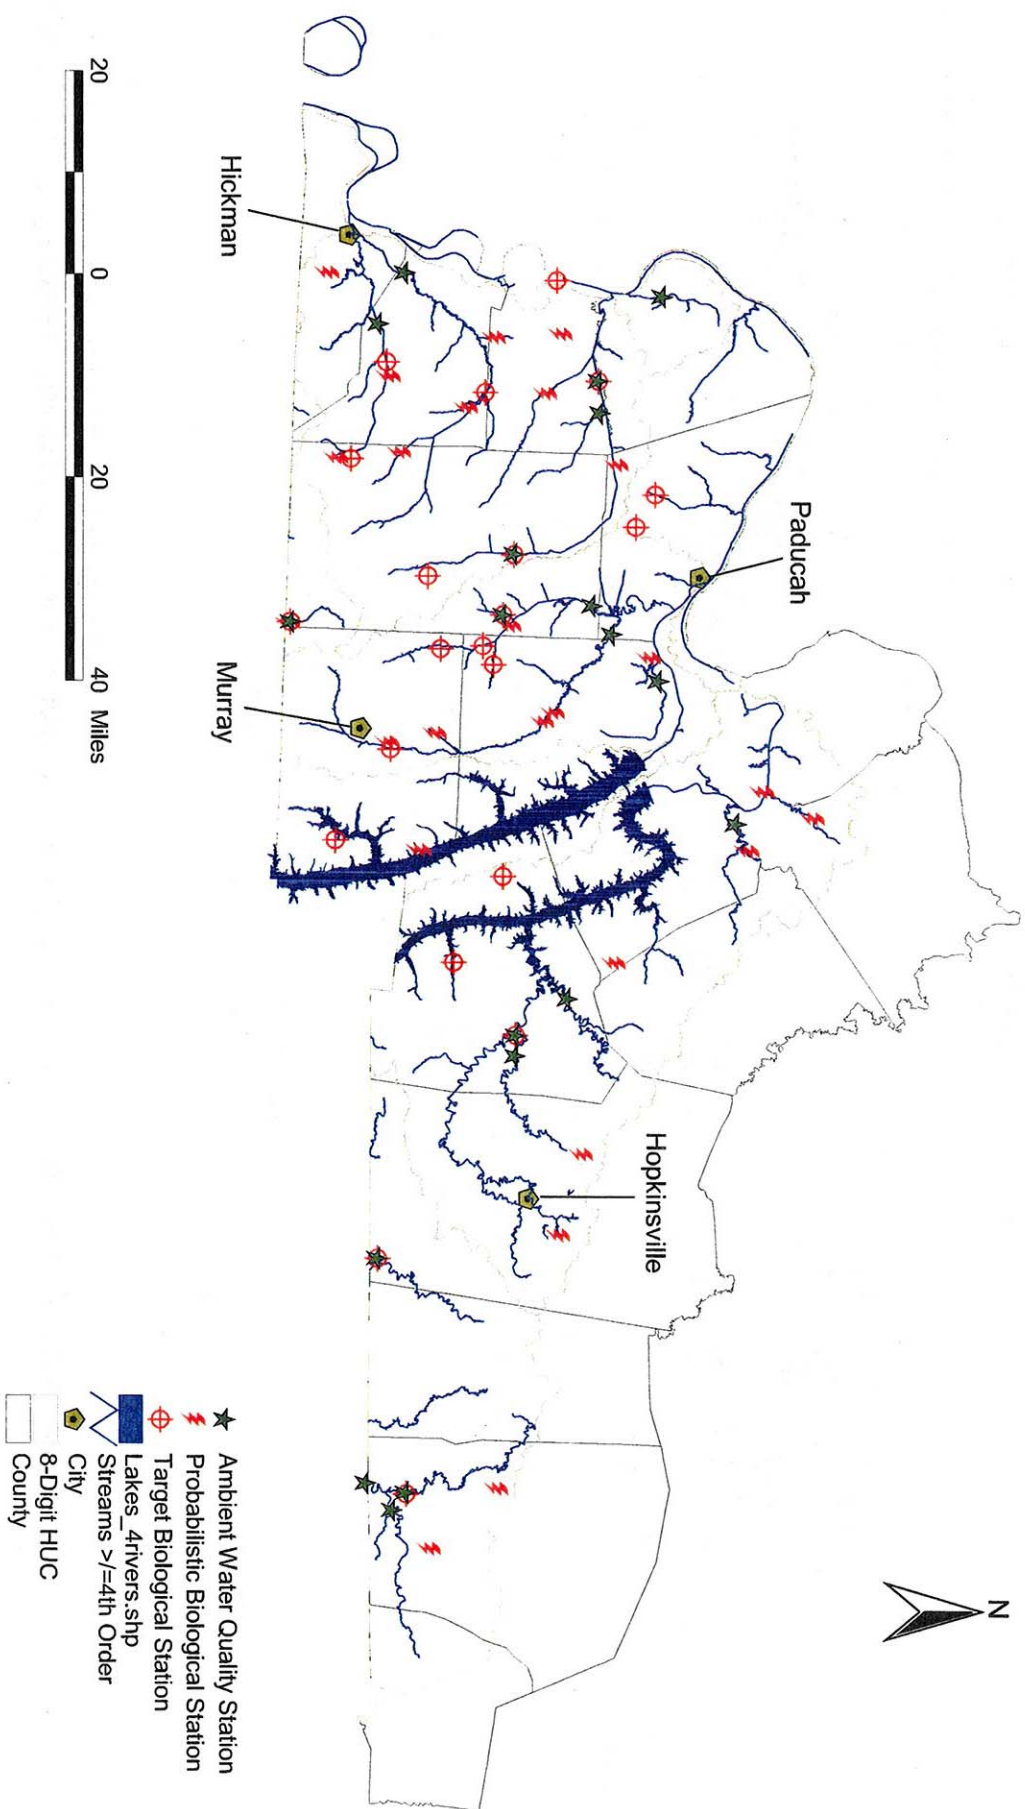 N
Paducah
Hopkinsville
Hickman
Murray
20 0 20 40 Miles
Ambient Water Quality Station
Probabilistic Biological Station
Target Biological Station
Lakes_4rivers.shp
Streams >/=4th Order
City
8-Digit HUC
County